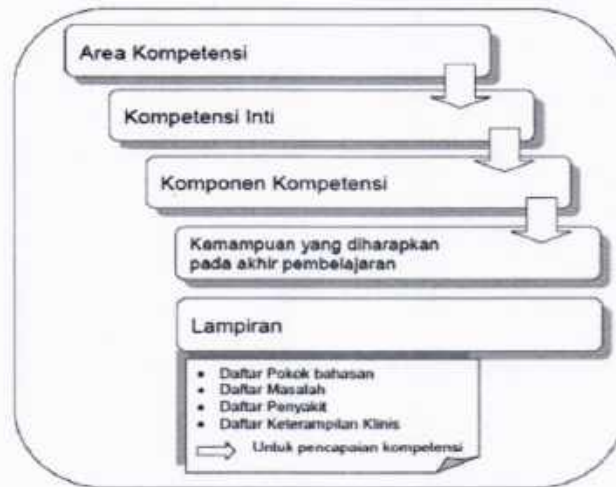 Area Kompetensi
Kompetensi Inti
Komponen Kompetensi
Kemampuan yang diharapkan
pada akhir pembelajaran
Lampiran
• Daftar Pokok bahasan
• Daftar Masalah
• Daftar Penyakit
• Daftar Keterampilan Klinis
Untuk pencapaian kompetensi